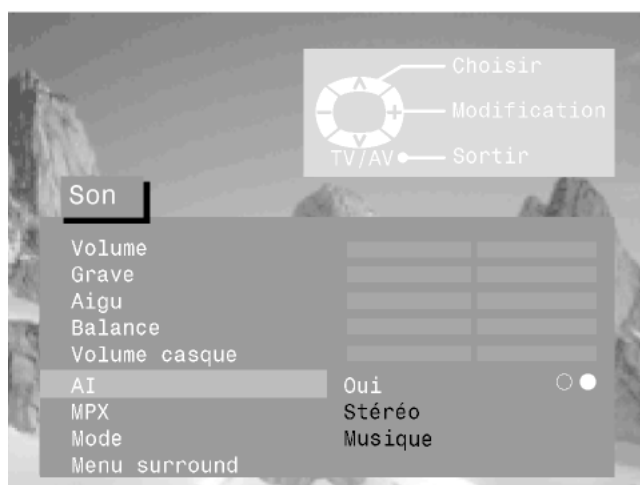 Choisir
Modification
TV/AV Sortir
Son
Volume
Grave
Aigu
Balance
Volume casque
AI Oui
MPX Stéréo
Mode Musique
Menu surround